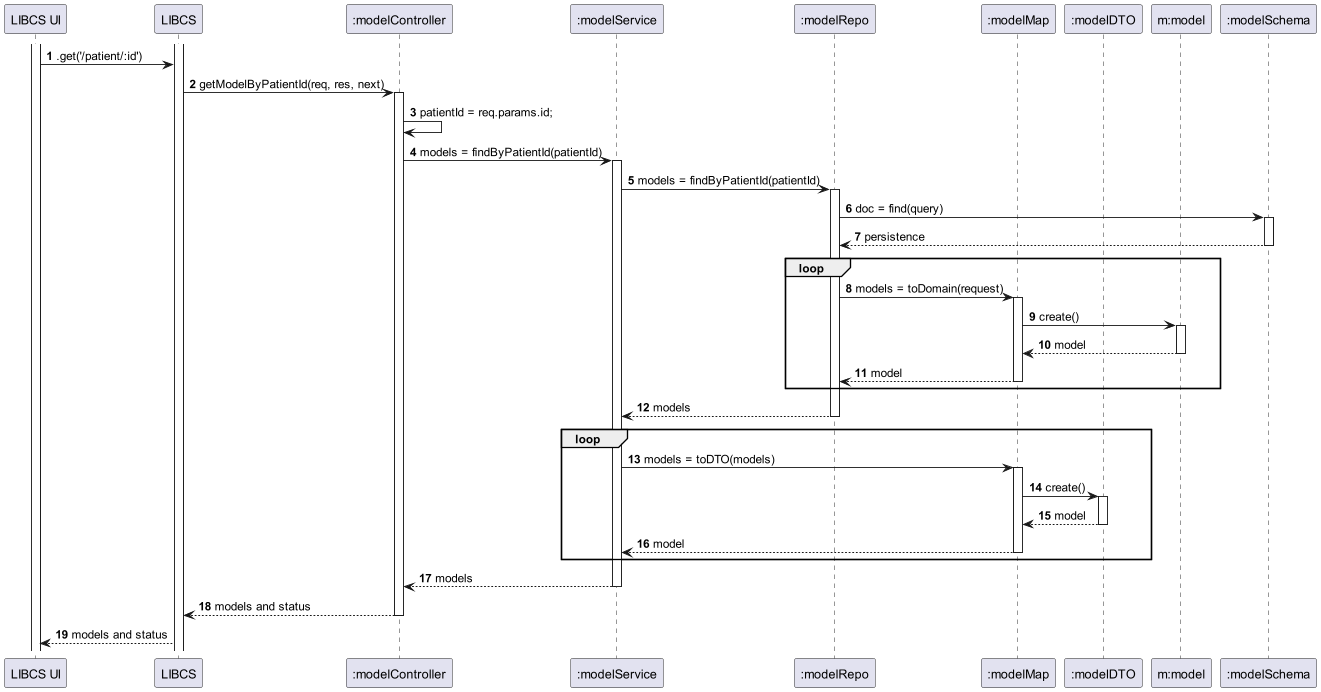 LIBCS UI
LIBCS
:modelController
:modelService
:modelRepo
:modelMap
:modelDTO
m:model
:modelSchema
1 .get('/patient/:id')
2 getModelByPatientId(req, res, next)
3 patientId = req.params.id;
4 models = findByPatientId(patientId)
5 models = findByPatientId(patientId)
6 doc = find(query)
7 persistence
loop
8 models = toDomain(request)
9 create()
10 model
11 model
12 models
loop
13 models = toDTO(models)
14 create()
15 model
16 model
17 models
18 models and status
19 models and status
LIBCS UI
LIBCS
:modelController
:modelService
:modelRepo
:modelMap
:modelDTO
m:model
:modelSchema